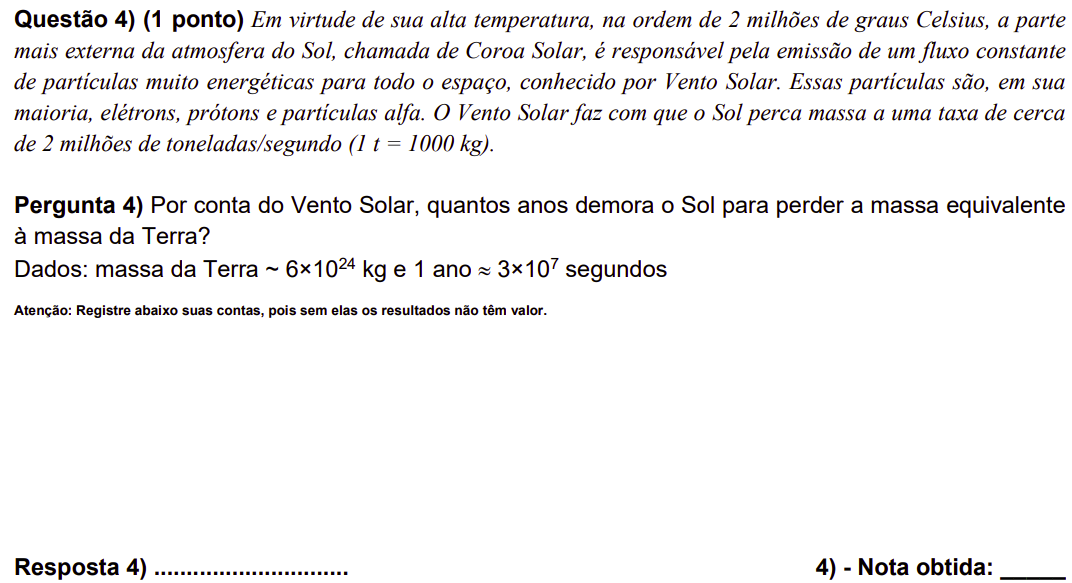 Questão 4) (1 ponto) Em virtude de sua alta temperatura, na ordem de 2 milhões de graus Celsius, a parte
mais externa da atmosfera do Sol, chamada de Coroa Solar, é responsável pela emissão de um fluxo constante
de partículas muito energéticas para todo o espaço, conhecido por Vento Solar. Essas partículas são, em sua
maioria, elétrons, prótons e partículas alfa. O Vento Solar faz com que o Sol perca massa a uma taxa de cerca
de 2 milhões de toneladas/segundo (1 t = 1000 kg).
Pergunta 4) Por conta do Vento Solar, quantos anos demora o Sol para perder a massa equivalente
à massa da Terra?
Dados: massa da Terra ~ 6×10²⁴ kg e 1 ano ≈ 3×10⁷ segundos
Atenção: Registre abaixo suas contas, pois sem elas os resultados não têm valor.
Resposta 4) .............................. 4) - Nota obtida: _____